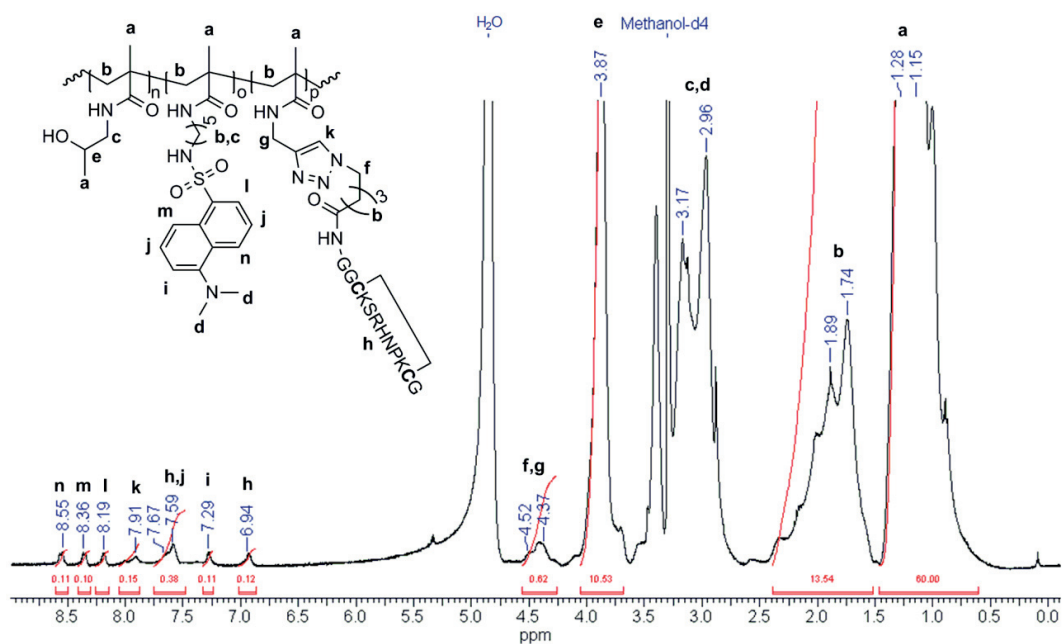 H₂O
e
Methanol-d4
a
3.87
c,d
1.28
1.15
2.96
3.17
b
1.74
1.89
a
a
a
b
b
b
n
o
p
NH
O
NH
O
NH
O
HO
c
e
a
5
b,c
g
k
N
N=N
f
3
b
HN
S
O
O
O
HN
l
m
j
j
n
i
N
d
d
GGCKSRHNPKCG
h
n
m
l
k
h,j
i
h
f,g
8.55
8.36
8.19
7.91
7.67
7.59
7.29
6.94
4.52
4.37
0.11
0.10
0.15
0.38
0.11
0.12
0.62
10.53
13.54
60.00
8.5 8.0 7.5 7.0 6.5 6.0 5.5 5.0 4.5 4.0 3.5 3.0 2.5 2.0 1.5 1.0 0.5 0.0
ppm